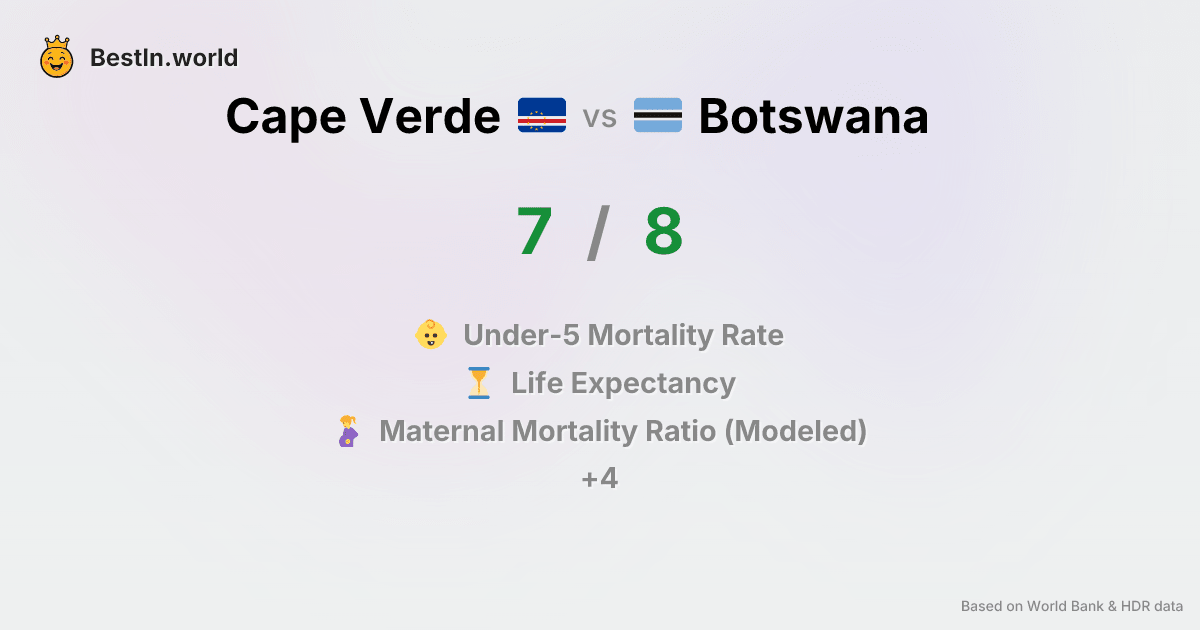 BestIn.world
Cape Verde vs Botswana
7 / 8
Under-5 Mortality Rate
Life Expectancy
Maternal Mortality Ratio (Modeled)
+4
Based on World Bank & HDR data